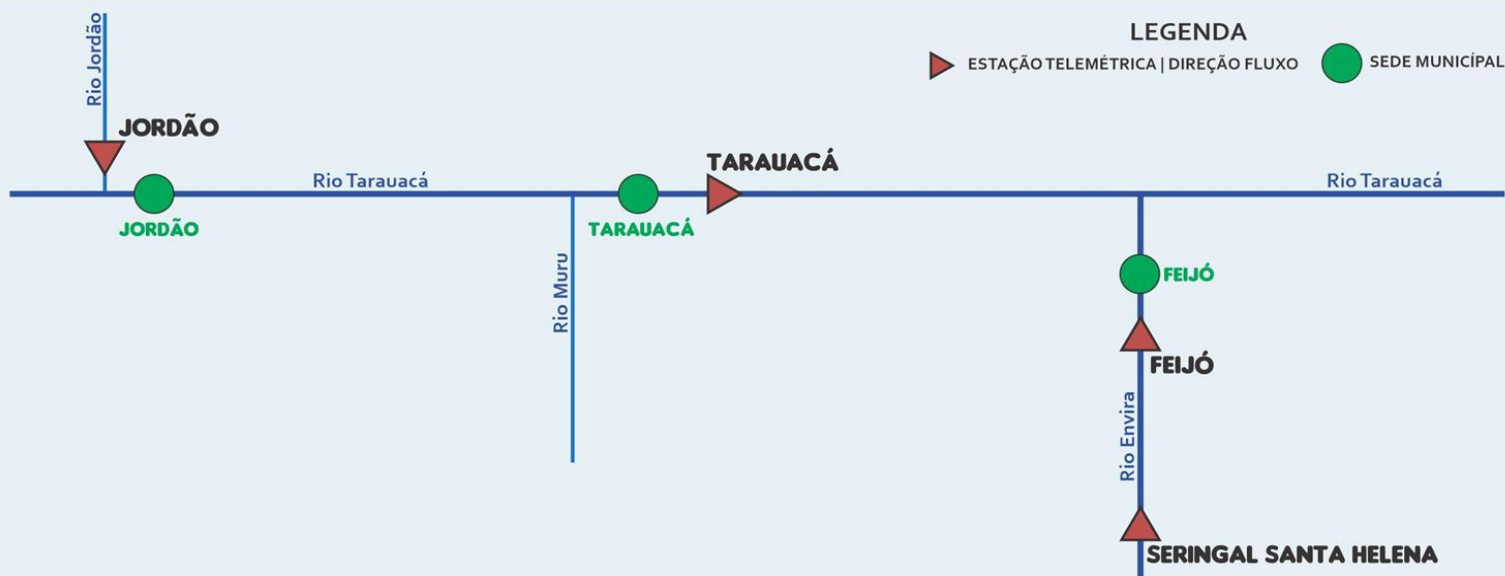 LEGENDA
ESTAÇÃO TELEMÉTRICA | DIREÇÃO FLUXO
SEDE MUNICÍPAL
Rio Jordão
JORDÃO
JORDÃO
Rio Tarauacá
TARAUACÁ
TARAUACÁ
Rio Tarauacá
Rio Muru
FEIJÓ
FEIJÓ
Rio Envira
SERINGAL SANTA HELENA